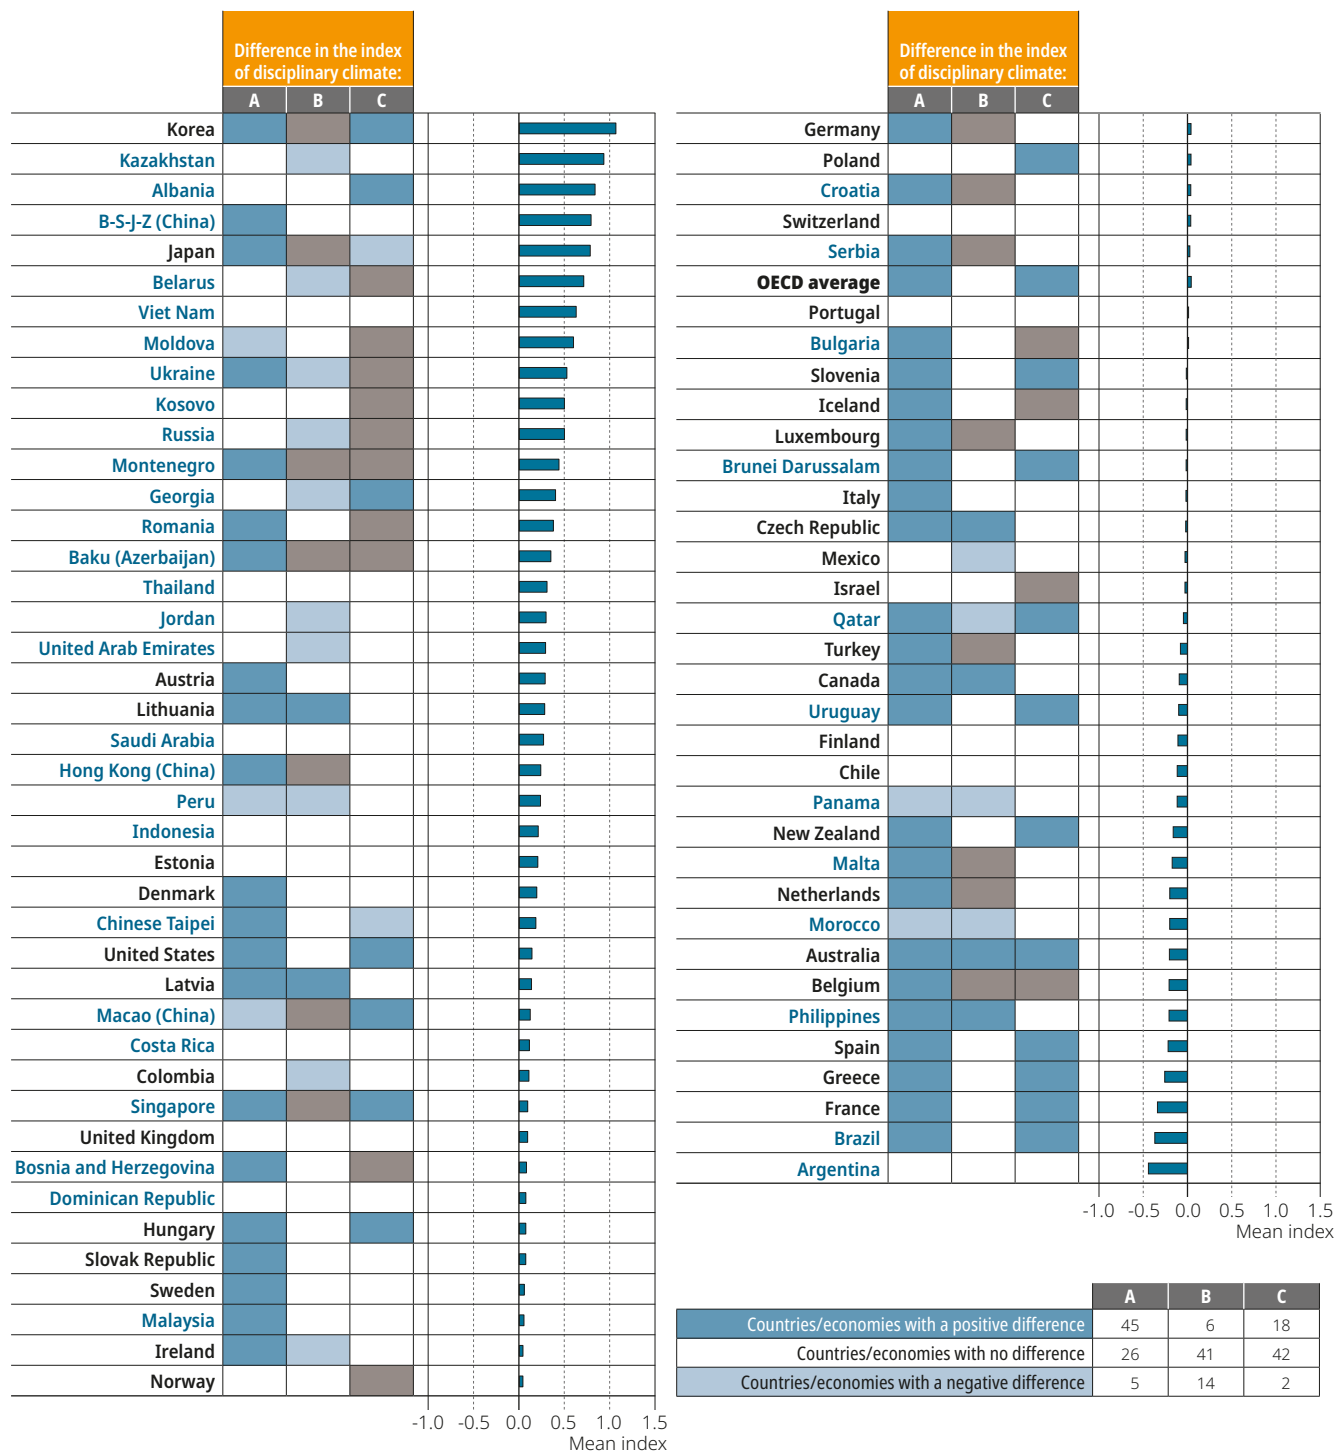 Difference in the index
of disciplinary climate:
A B C
Korea
Kazakhstan
Albania
B-S-J-Z (China)
Japan
Belarus
Viet Nam
Moldova
Ukraine
Kosovo
Russia
Montenegro
Georgia
Romania
Baku (Azerbaijan)
Thailand
Jordan
United Arab Emirates
Austria
Lithuania
Saudi Arabia
Hong Kong (China)
Peru
Indonesia
Estonia
Denmark
Chinese Taipei
United States
Latvia
Macao (China)
Costa Rica
Colombia
Singapore
United Kingdom
Bosnia and Herzegovina
Dominican Republic
Hungary
Slovak Republic
Sweden
Malaysia
Ireland
Norway
-1.0 -0.5 0.0 0.5 1.0 1.5
Mean index
Difference in the index
of disciplinary climate:
A B C
Germany
Poland
Croatia
Switzerland
Serbia
OECD average
Portugal
Bulgaria
Slovenia
Iceland
Luxembourg
Brunei Darussalam
Italy
Czech Republic
Mexico
Israel
Qatar
Turkey
Canada
Uruguay
Finland
Chile
Panama
New Zealand
Malta
Netherlands
Morocco
Australia
Belgium
Philippines
Spain
Greece
France
Brazil
Argentina
-1.0 -0.5 0.0 0.5 1.0 1.5
Mean index
A B C
Countries/economies with a positive difference 45 6 18
Countries/economies with no difference 26 41 42
Countries/economies with a negative difference 5 14 2